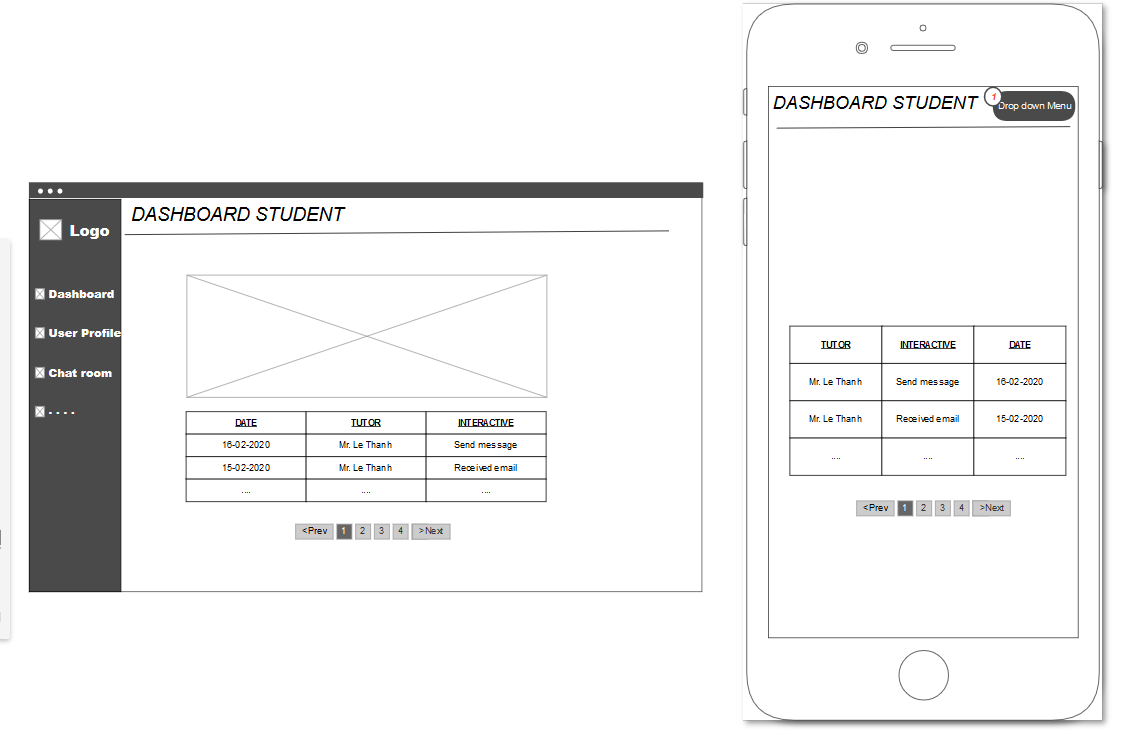 DASHBOARD STUDENT
Logo
Dashboard
User Profile
Chat room
- - - -
DATE TUTOR INTERACTIVE
16-02-2020 Mr. Le Thanh Send message
15-02-2020 Mr. Le Thanh Received email
.... .... ....
<Prev 1 2 3 4 >Next
DASHBOARD STUDENT 1 Drop down Menu
TUTOR INTERACTIVE DATE
Mr. Le Thanh Send message 16-02-2020
Mr. Le Thanh Received email 15-02-2020
.... .... ....
<Prev 1 2 3 4 >Next